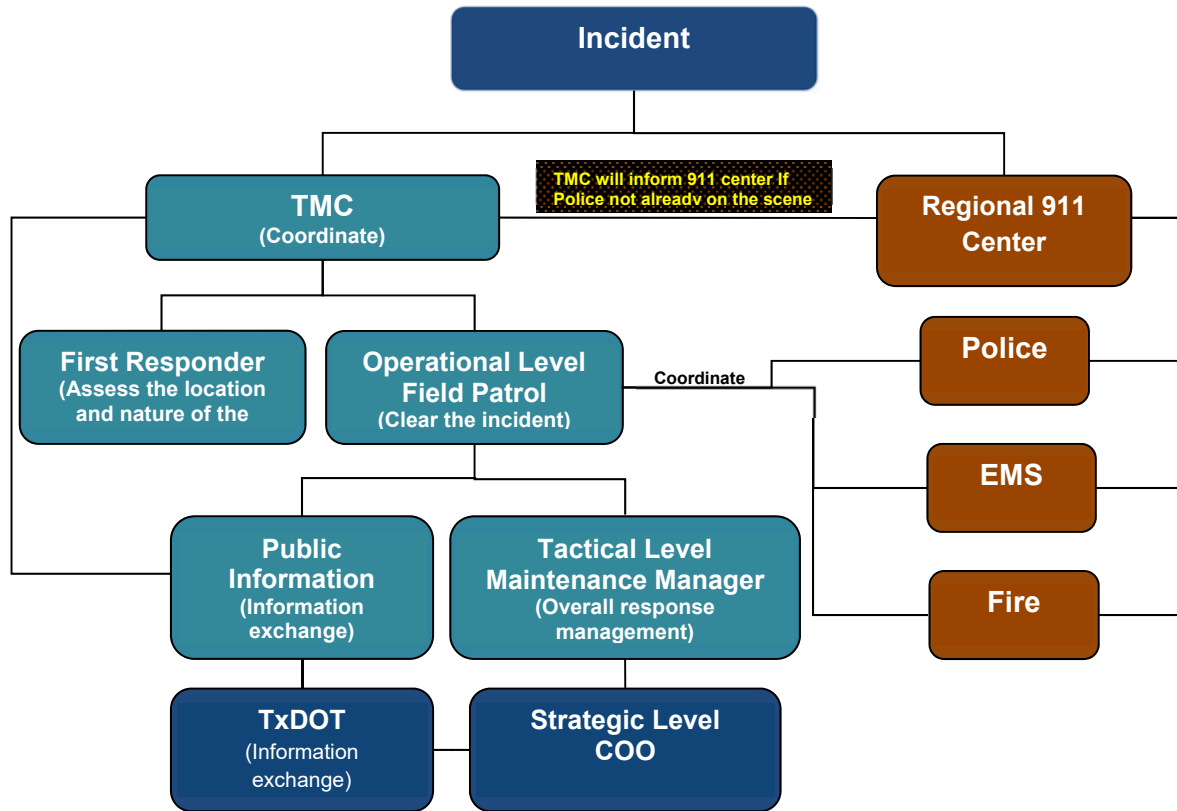 Incident
TMC will inform 911 center If
Police not already on the scene
TMC
(Coordinate)
Regional 911
Center
First Responder
(Assess the location
and nature of the
Operational Level
Field Patrol
(Clear the incident)
Coordinate
Police
EMS
Fire
Public
Information
(Information
exchange)
Tactical Level
Maintenance Manager
(Overall response
management)
TxDOT
(Information
exchange)
Strategic Level
COO